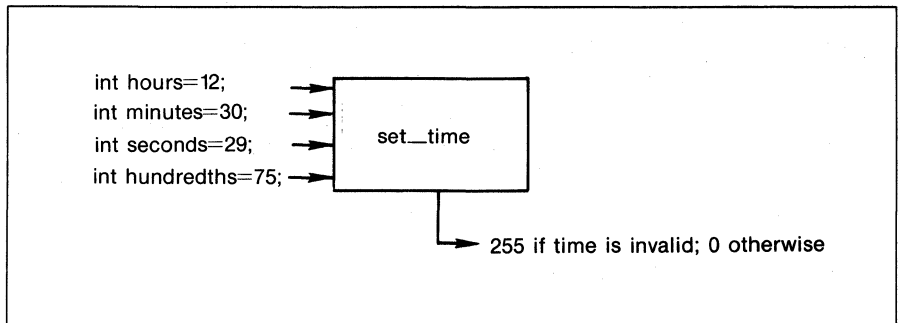 int hours=12;
int minutes=30;
int seconds=29;
int hundredths=75;
set_time
255 if time is invalid; 0 otherwise